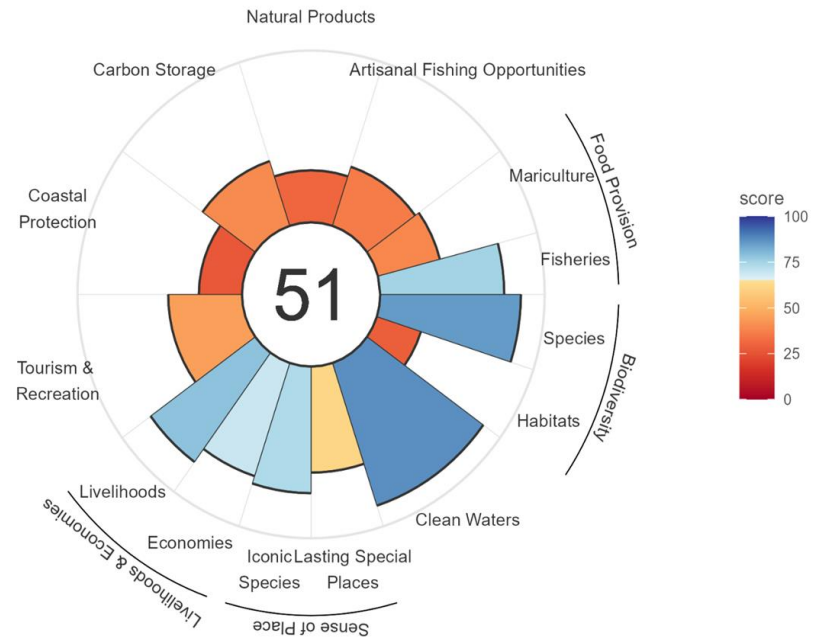 Natural Products
Carbon Storage
Artisanal Fishing Opportunities
Mariculture
Food Provision
Coastal
Protection
Fisheries
51
Species
Biodiversity
Habitats
Tourism &
Recreation
Clean Waters
Livelihoods
Economies
Livelihoods & Economies
Iconic
Species
Lasting Special
Places
Sense of Place
score
100
75
50
25
0